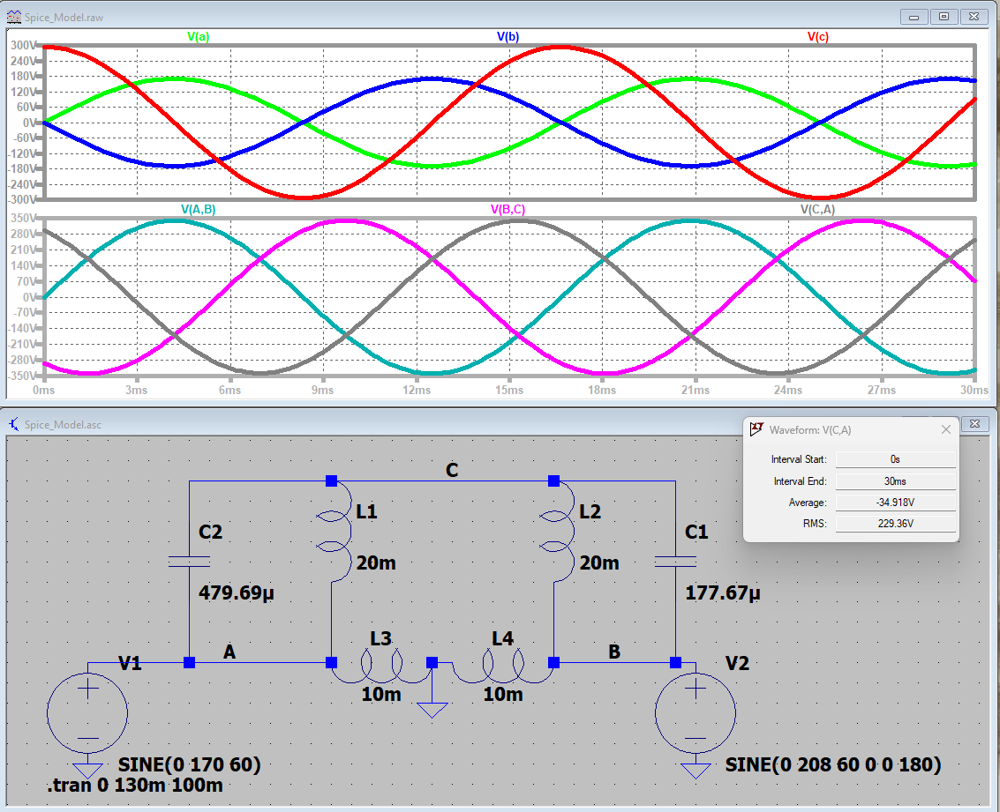 Spice_Model.raw
V(a) V(b) V(c)
300V
240V
180V
120V
60V
0V
-60V
-120V
-180V
-240V
-300V
V(A,B) V(B,C) V(C,A)
350V
280V
210V
140V
70V
0V
-70V
-140V
-210V
-280V
-350V
0ms 3ms 6ms 9ms 12ms 15ms 18ms 21ms 24ms 27ms 30ms
Spice_Model.asc
Waveform: V(C,A)
Interval Start: 0s
Interval End: 30ms
Average: -34.918V
RMS: 229.36V
C
L1
L2
C2
C1
20m
20m
479.69µ
177.67µ
L3
L4
V1
A
B
V2
10m
10m
SINE(0 170 60)
SINE(0 208 60 0 0 180)
.tran 0 130m 100m